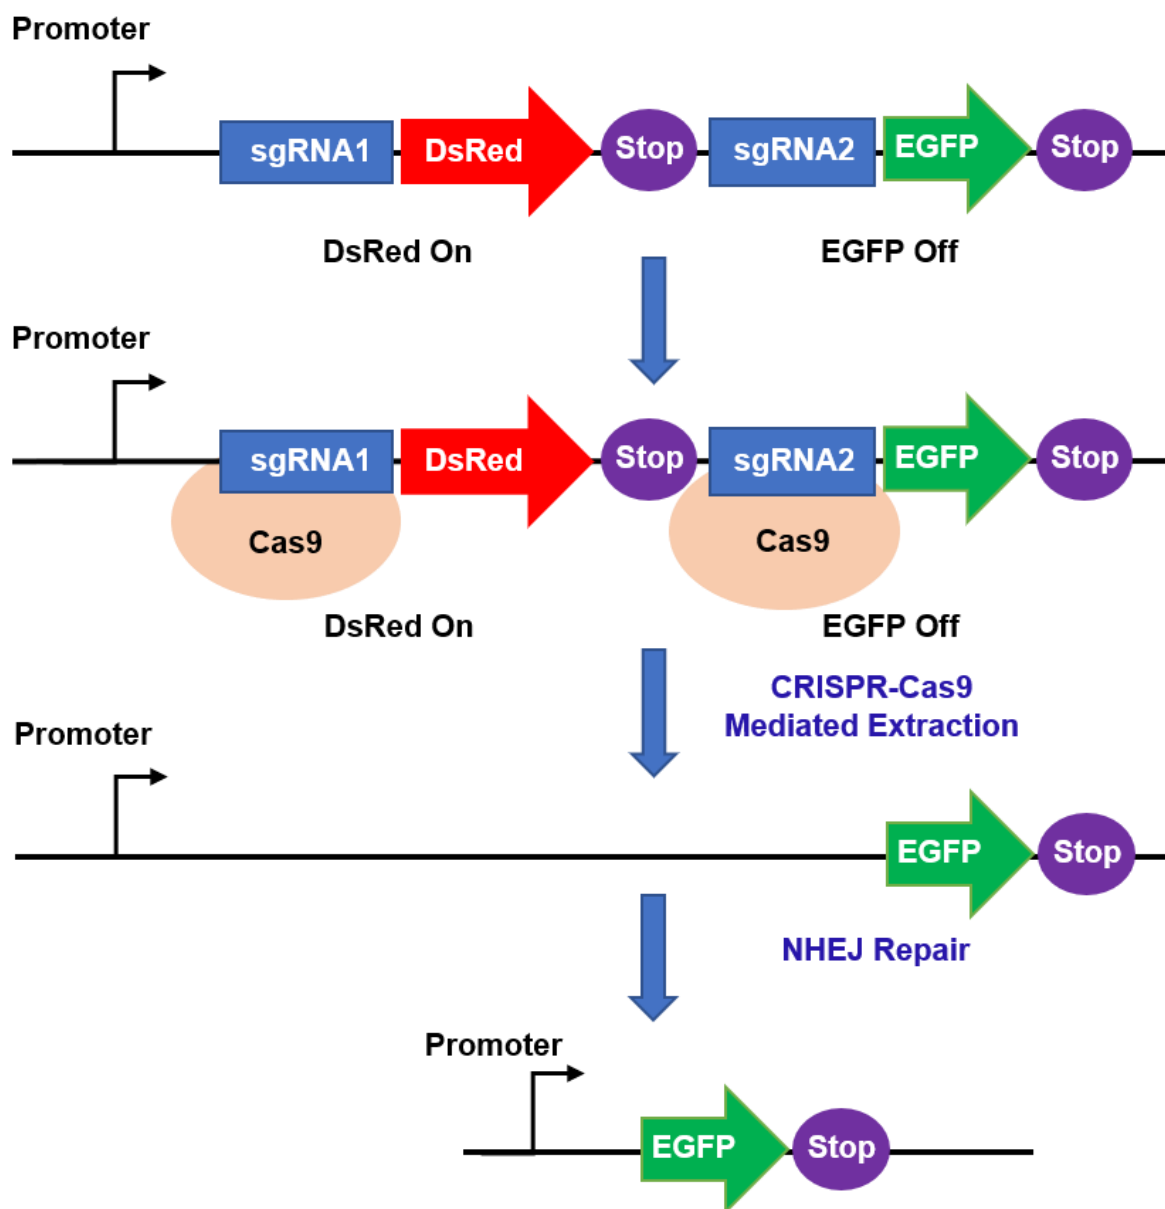 Promoter
sgRNA1 DsRed Stop sgRNA2 EGFP Stop
DsRed On EGFP Off
Promoter
sgRNA1 DsRed Stop sgRNA2 EGFP Stop
Cas9 Cas9
DsRed On EGFP Off
CRISPR-Cas9
Mediated Extraction
Promoter
EGFP Stop
NHEJ Repair
Promoter
EGFP Stop